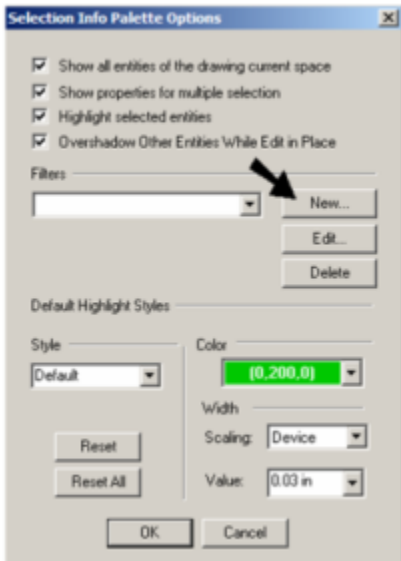 Selection Info Palette Options
Show all entities of the drawing current space
Show properties for multiple selection
Highlight selected entities
Overshadow Other Entities While Edit in Place
Filters
New...
Edit...
Delete
Default Highlight Styles
Style
Color
Default
(0,200,0)
Width
Reset
Scaling: Device
Reset All
Value: 0.03 in
OK Cancel